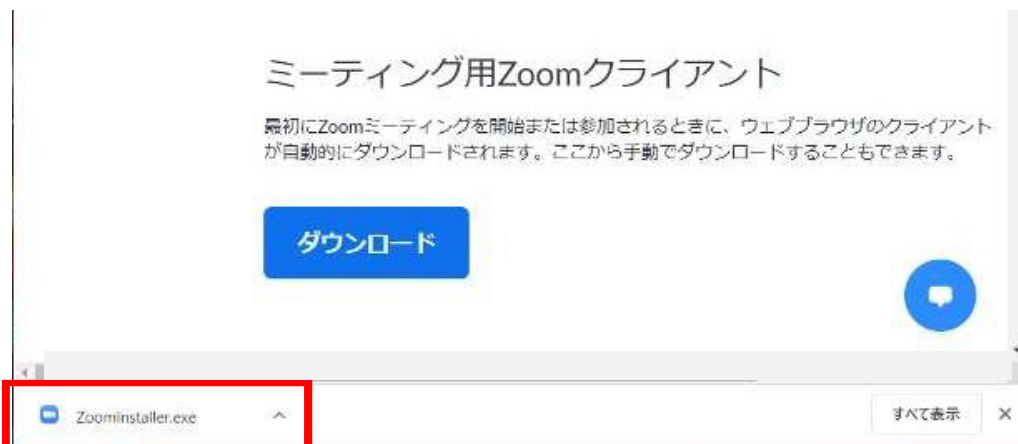 ミーティング用Zoomクライアント
最初にZoomミーティングを開始または参加されるときに、ウェブブラウザのクライアント
が自動的にダウンロードされます。ここから手動でダウンロードすることもできます。
ダウンロード
ZoomInstaller.exe
すべて表示